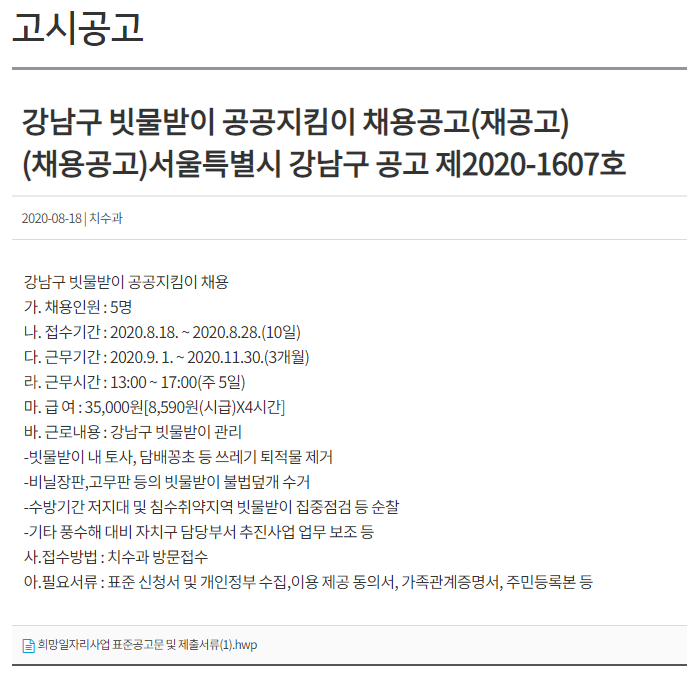 고시공고
강남구 빗물받이 공공지킴이 채용공고(재공고)
(채용공고)서울특별시 강남구 공고 제2020-1607호
2020-08-18 | 치수과
강남구 빗물받이 공공지킴이 채용
가. 채용인원 : 5명
나. 접수기간 : 2020.8.18. ~ 2020.8.28.(10일)
다. 근무기간 : 2020.9. 1. ~ 2020.11.30.(3개월)
라. 근무시간 : 13:00 ~ 17:00(주 5일)
마. 급 여 : 35,000원[8,590원(시급)X4시간]
바. 근로내용 : 강남구 빗물받이 관리
-빗물받이 내 토사, 담배꽁초 등 쓰레기 퇴적물 제거
-비닐장판,고무판 등의 빗물받이 불법덮개 수거
-수방기간 저지대 및 침수취약지역 빗물받이 집중점검 등 순찰
-기타 풍수해 대비 자치구 담당부서 추진사업 업무 보조 등
사.접수방법 : 치수과 방문접수
아.필요서류 : 표준 신청서 및 개인정부 수집,이용 제공 동의서, 가족관계증명서, 주민등록본 등
희망일자리사업 표준공고문 및 제출서류(1).hwp